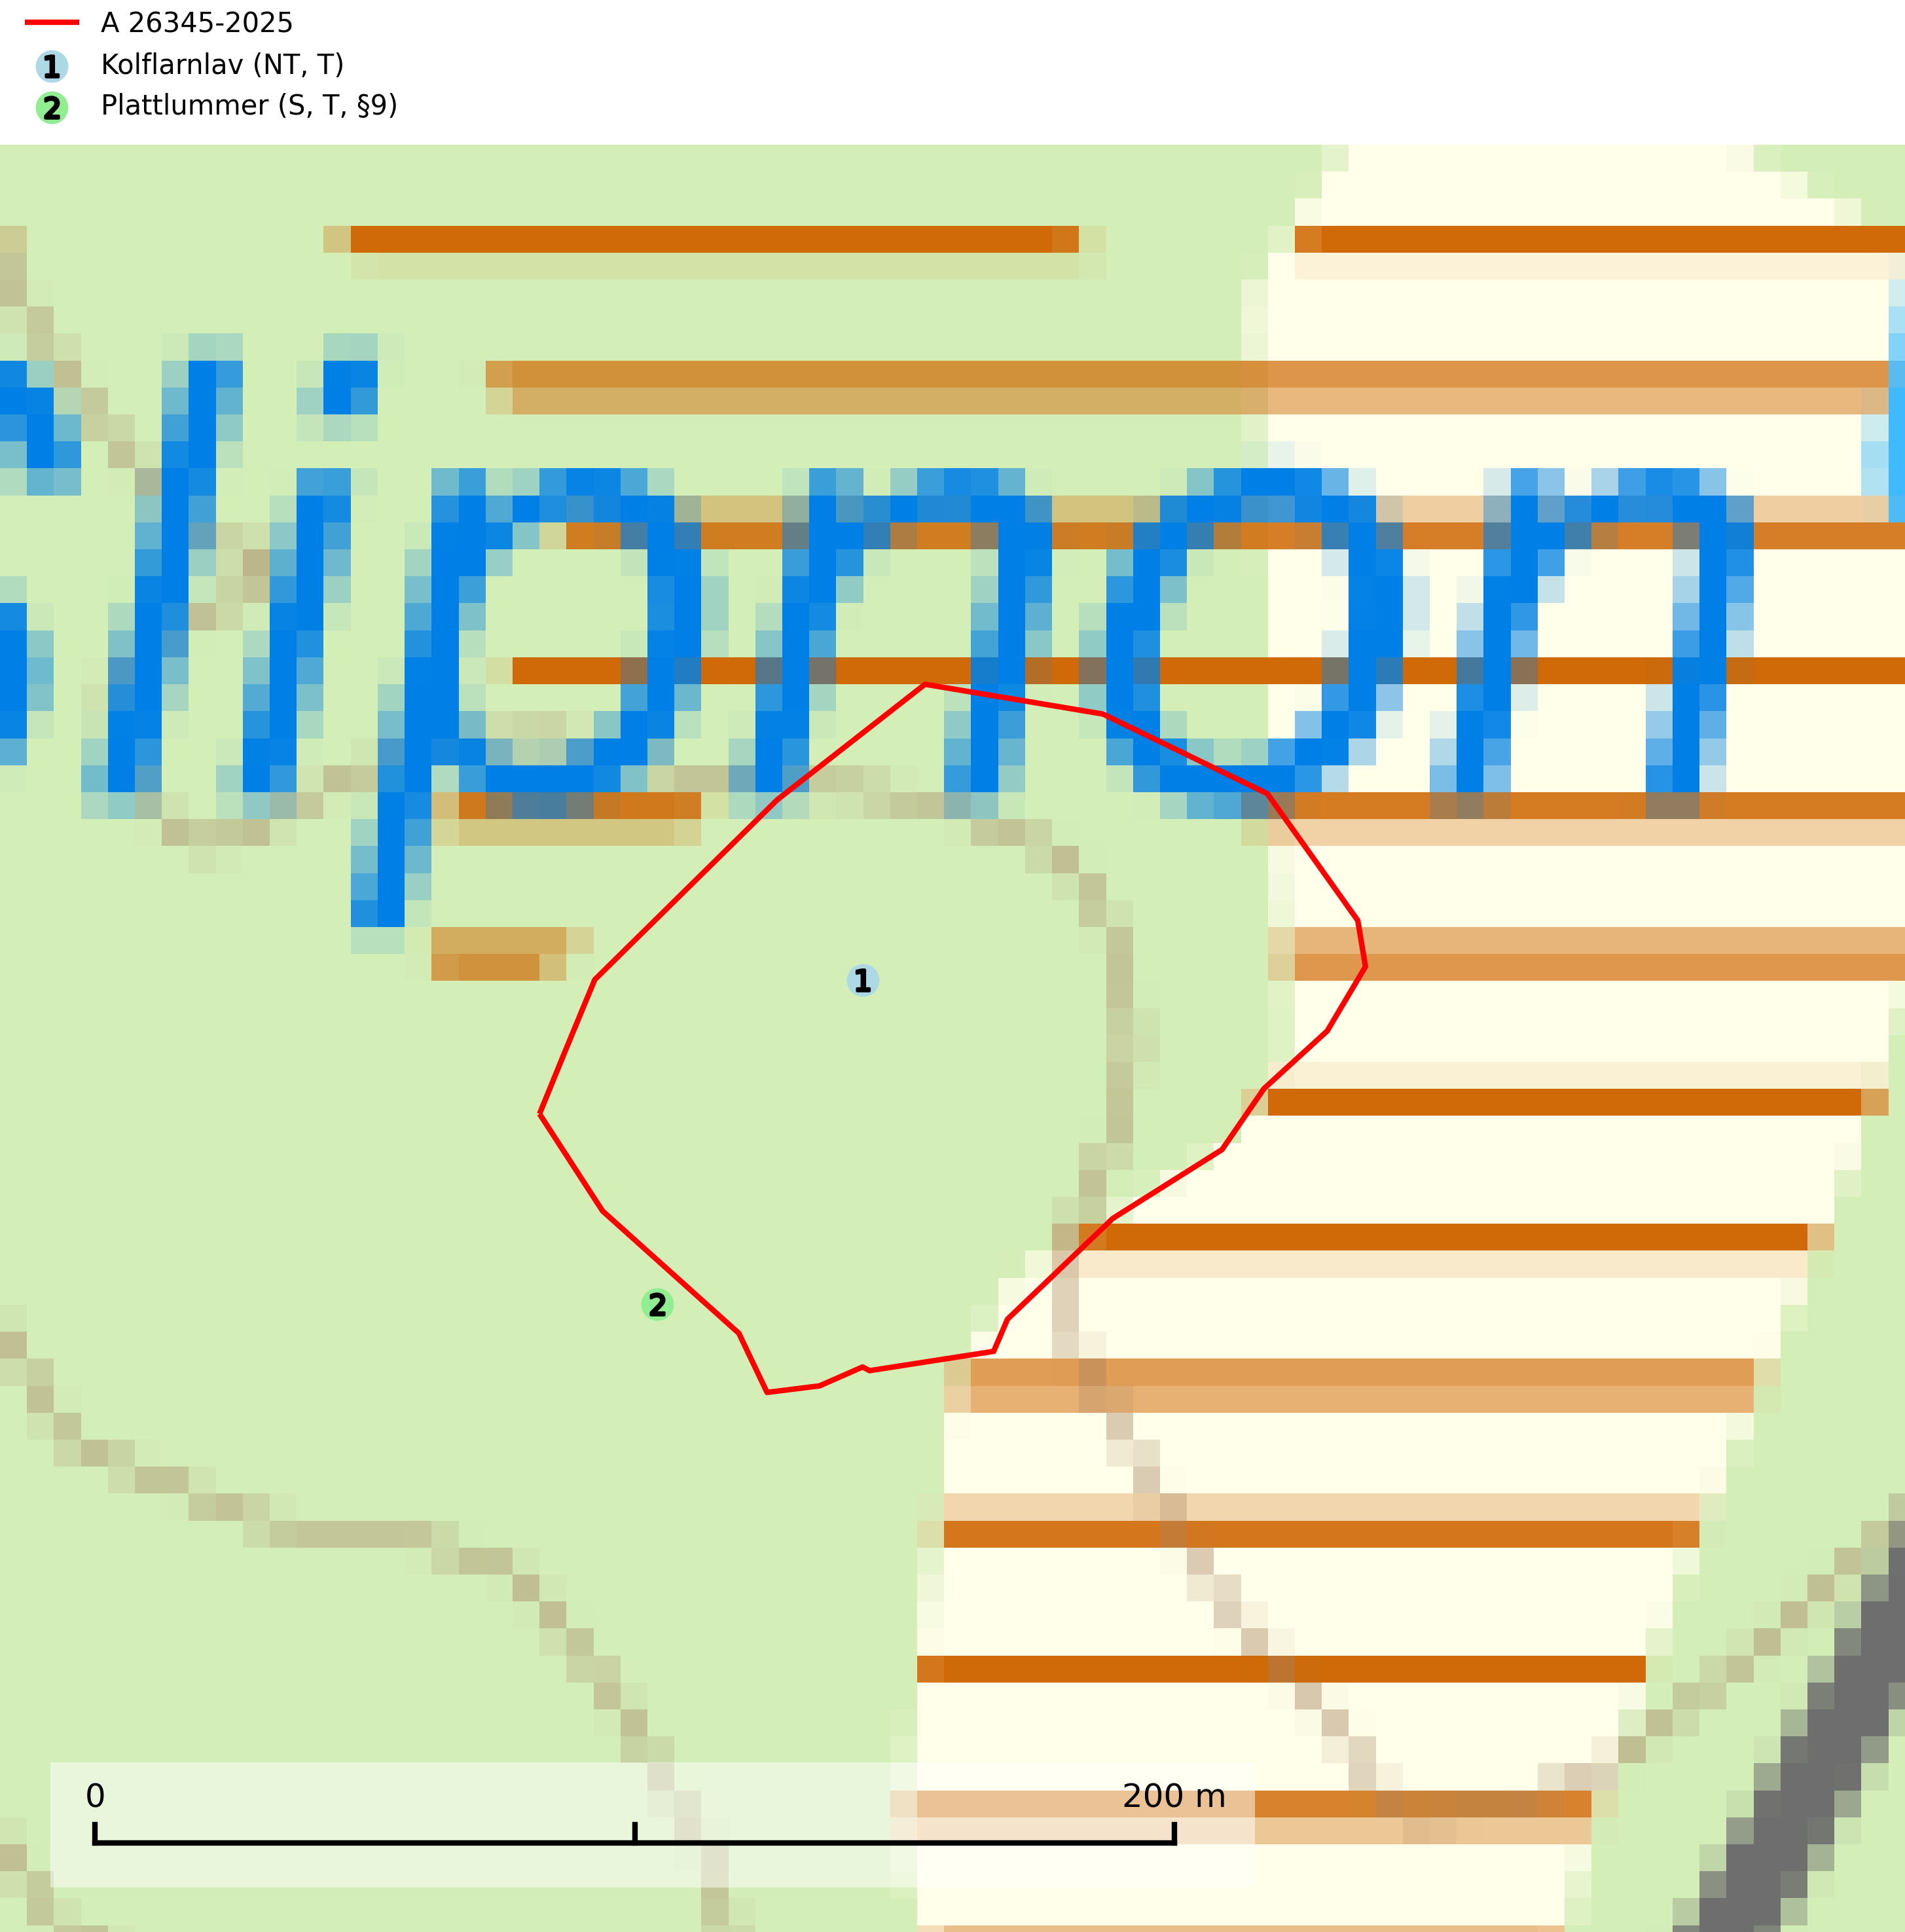 A 26345-2025
1 Kolflarnlav (NT, T)
2 Plattlummer (S, T, §9)
1
2
0 200 m